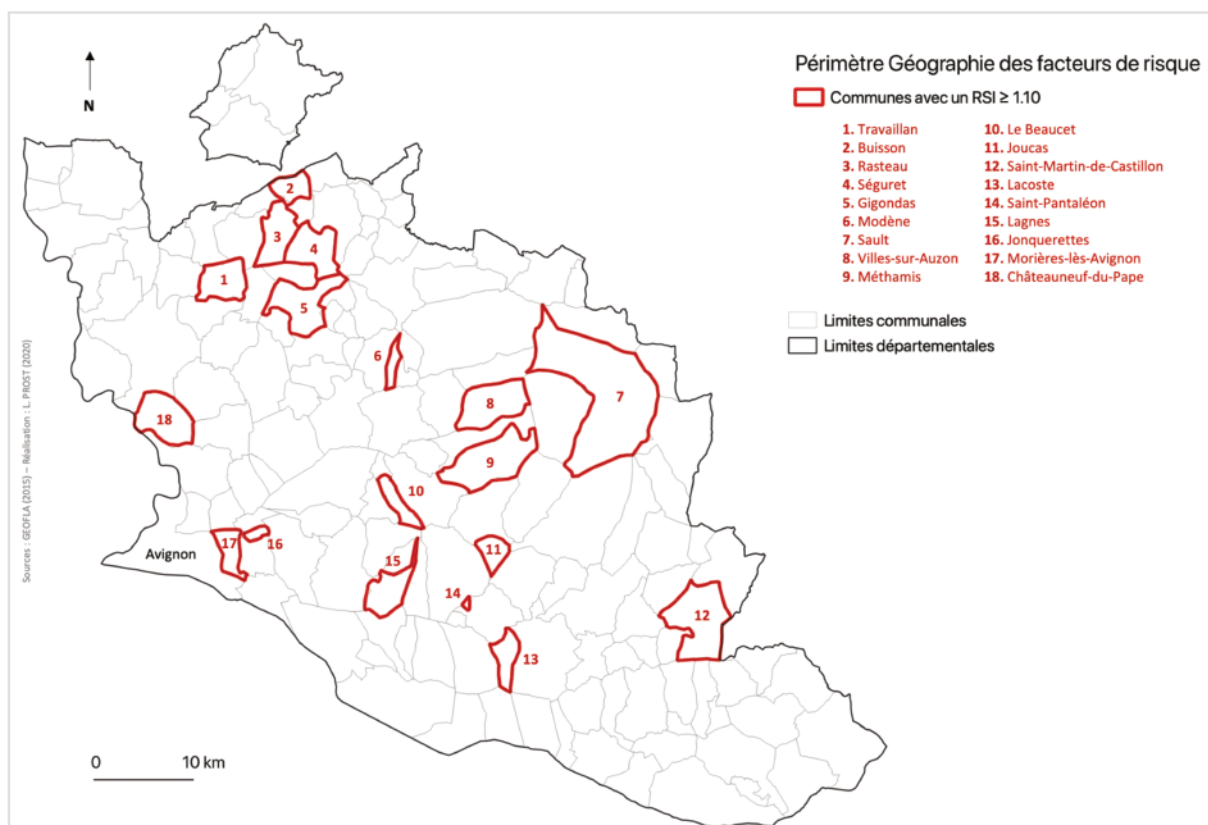 N
Périmètre Géographie des facteurs de risque
Communes avec un RSI ≥ 1.10
1. Travaillan
2. Buisson
3. Rasteau
4. Séguret
5. Gigondas
6. Modène
7. Sault
8. Villes-sur-Auzon
9. Méthamis
10. Le Beaucet
11. Joucas
12. Saint-Martin-de-Castillon
13. Lacoste
14. Saint-Pantaléon
15. Lagnes
16. Jonquerettes
17. Morières-lès-Avignon
18. Châteauneuf-du-Pape
Limites communales
Limites départementales
2
3
4
1
5
6
7
8
18
9
10
17
16
11
Avignon
15
14
12
13
0 10 km
Sources : GEOFLA (2015) – Réalisation : L. PROST (2020)